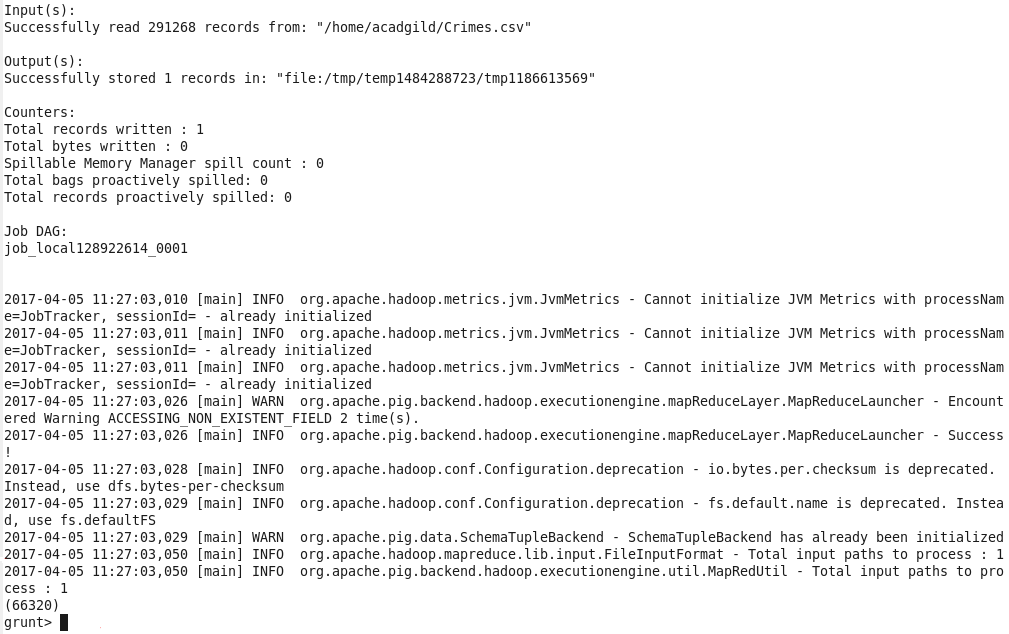 Input(s):
Successfully read 291268 records from: "/home/acadgild/Crimes.csv"
Output(s):
Successfully stored 1 records in: "file:/tmp/temp1484288723/tmp1186613569"
Counters:
Total records written : 1
Total bytes written : 0
Spillable Memory Manager spill count : 0
Total bags proactively spilled: 0
Total records proactively spilled: 0
Job DAG:
job_local128922614_0001
2017-04-05 11:27:03,010 [main] INFO  org.apache.hadoop.metrics.jvm.JvmMetrics - Cannot initialize JVM Metrics with processNam
e=JobTracker, sessionId= - already initialized
2017-04-05 11:27:03,011 [main] INFO  org.apache.hadoop.metrics.jvm.JvmMetrics - Cannot initialize JVM Metrics with processNam
e=JobTracker, sessionId= - already initialized
2017-04-05 11:27:03,011 [main] INFO  org.apache.hadoop.metrics.jvm.JvmMetrics - Cannot initialize JVM Metrics with processNam
e=JobTracker, sessionId= - already initialized
2017-04-05 11:27:03,026 [main] WARN  org.apache.pig.backend.hadoop.executionengine.mapReduceLayer.MapReduceLauncher - Encount
ered Warning ACCESSING_NON_EXISTENT_FIELD 2 time(s).
2017-04-05 11:27:03,026 [main] INFO  org.apache.pig.backend.hadoop.executionengine.mapReduceLayer.MapReduceLauncher - Success
!
2017-04-05 11:27:03,028 [main] INFO  org.apache.hadoop.conf.Configuration.deprecation - io.bytes.per.checksum is deprecated.
Instead, use dfs.bytes-per-checksum
2017-04-05 11:27:03,029 [main] INFO  org.apache.hadoop.conf.Configuration.deprecation - fs.default.name is deprecated. Instea
d, use fs.defaultFS
2017-04-05 11:27:03,029 [main] WARN  org.apache.pig.data.SchemaTupleBackend - SchemaTupleBackend has already been initialized
2017-04-05 11:27:03,050 [main] INFO  org.apache.hadoop.mapreduce.lib.input.FileInputFormat - Total input paths to process : 1
2017-04-05 11:27:03,050 [main] INFO  org.apache.pig.backend.hadoop.executionengine.util.MapRedUtil - Total input paths to pro
cess : 1
(66320)
grunt>